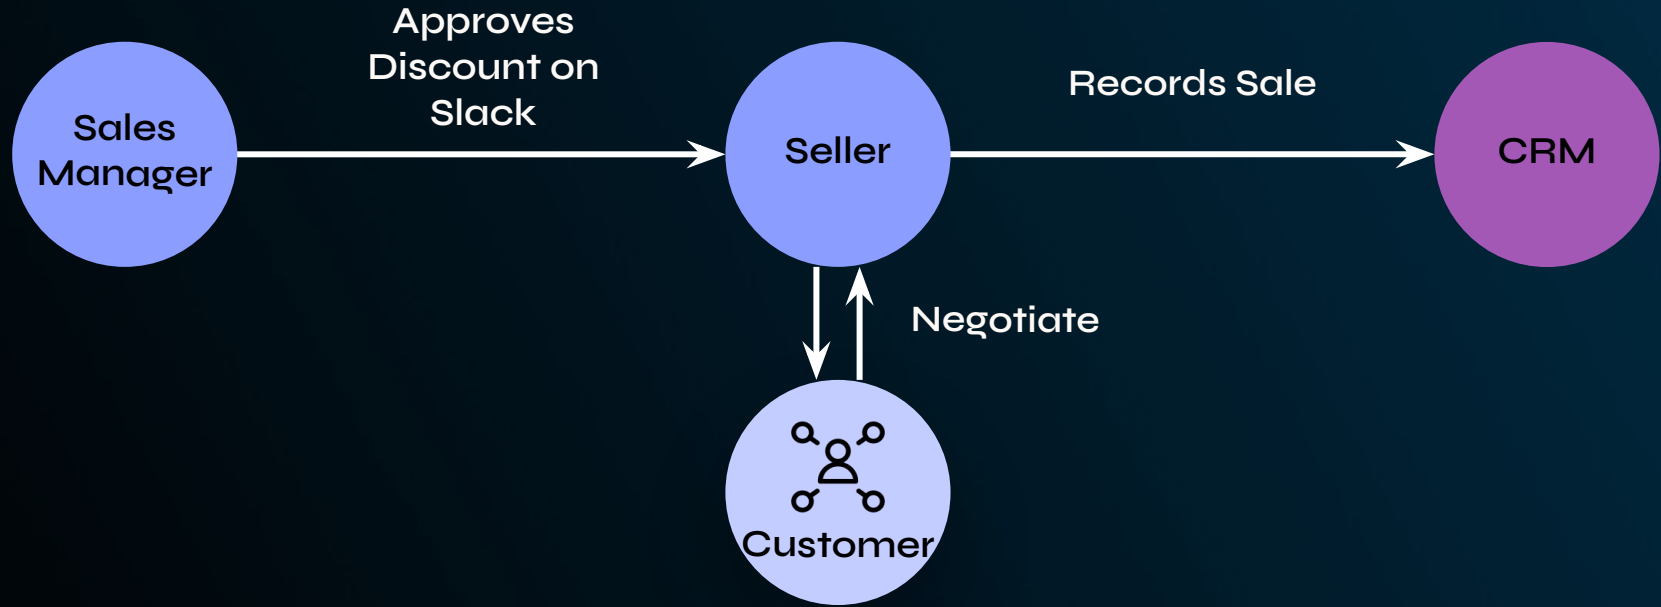 Approves
Discount on
Slack
Sales
Manager
Seller
Records Sale
CRM
Negotiate
Customer